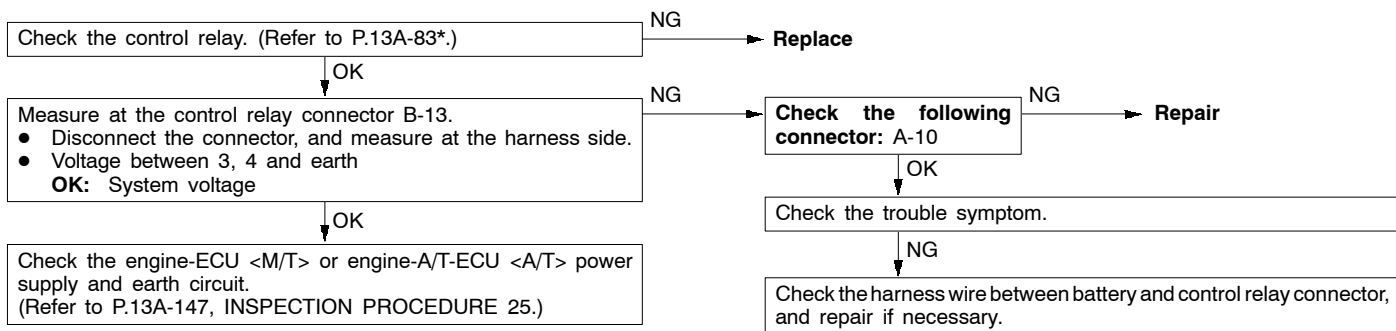 Check the control relay. (Refer to P.13A-83*.)
NG
Replace
OK
Measure at the control relay connector B-13.
● Disconnect the connector, and measure at the harness side.
● Voltage between 3, 4 and earth
OK: System voltage
NG
Check the following
connector: A-10
NG
Repair
OK
Check the trouble symptom.
NG
Check the harness wire between battery and control relay connector,
and repair if necessary.
OK
Check the engine-ECU <M/T> or engine-A/T-ECU <A/T> power
supply and earth circuit.
(Refer to P.13A-147, INSPECTION PROCEDURE 25.)